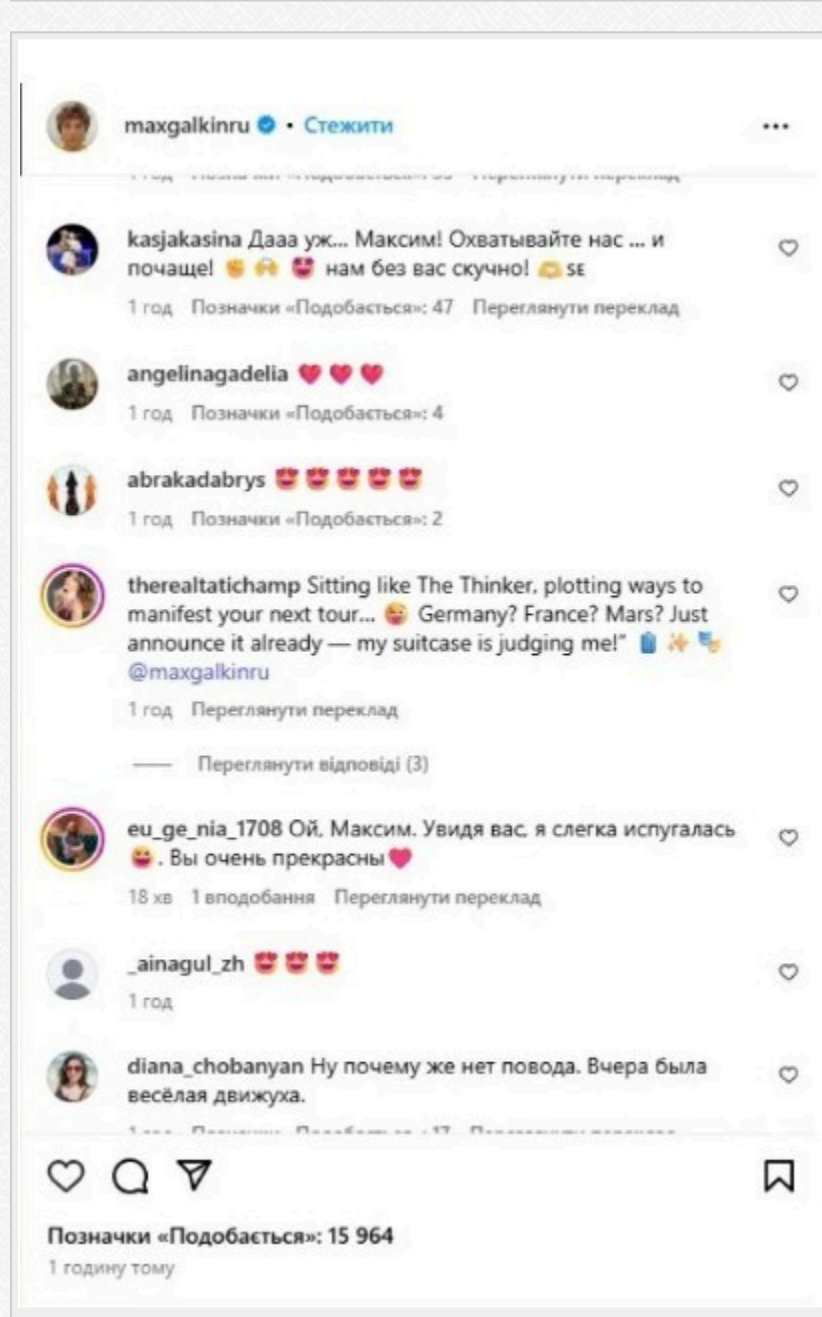 maxgalkinru • Стежити
kasjakasina Дааа уж... Максим! Охватывайте нас ... и
почаще! ✊ 🙌 😍 нам без вас скучно! 🫶 SE
1 год Позначки «Подобається»: 47 Переглянути переклад
angelinagadelia ❤️ ❤️ ❤️
1 год Позначки «Подобається»: 4
abrakadabrys 😍 😍 😍 😍 😍
1 год Позначки «Подобається»: 2
therealtatichamp Sitting like The Thinker, plotting ways to
manifest your next tour... 😜 Germany? France? Mars? Just
announce it already — my suitcase is judging me!" 🧳 ✨ 🎭
@maxgalkinru
1 год Переглянути переклад
—— Переглянути відповіді (3)
eu_ge_nia_1708 Ой, Максим. Увидя вас, я слегка испугалась
😄. Вы очень прекрасны❤️
18 хв 1 вподобання Переглянути переклад
_ainagul_zh 😍 😍 😍
1 год
diana_chobanyan Ну почему же нет повода. Вчера была
весёлая движуха.
Позначки «Подобається»: 15 964
1 годину тому